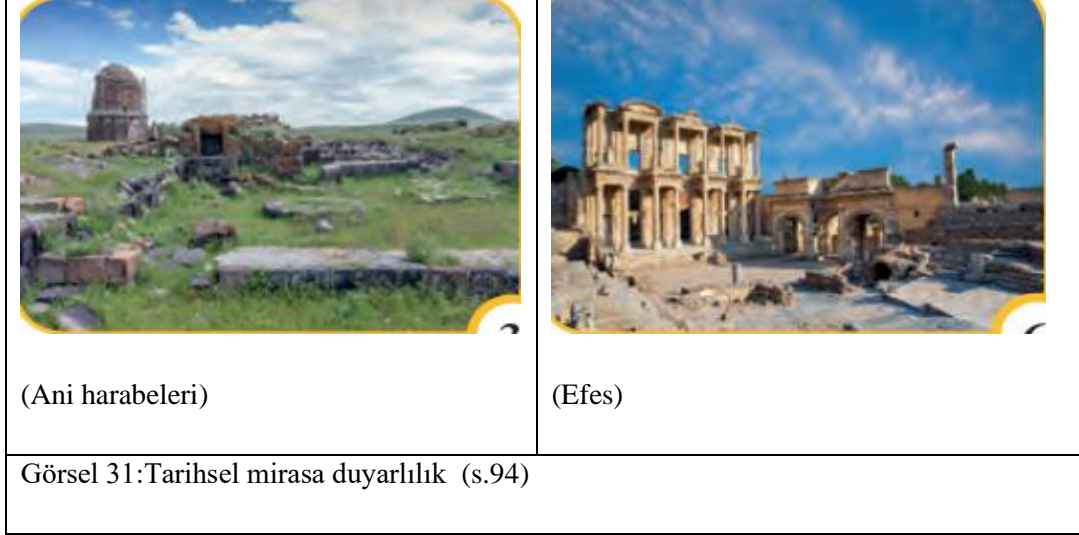 (Ani harabeleri)
(Efes)
Görsel 31:Tarihsel mirasa duyarlılık  (s.94)